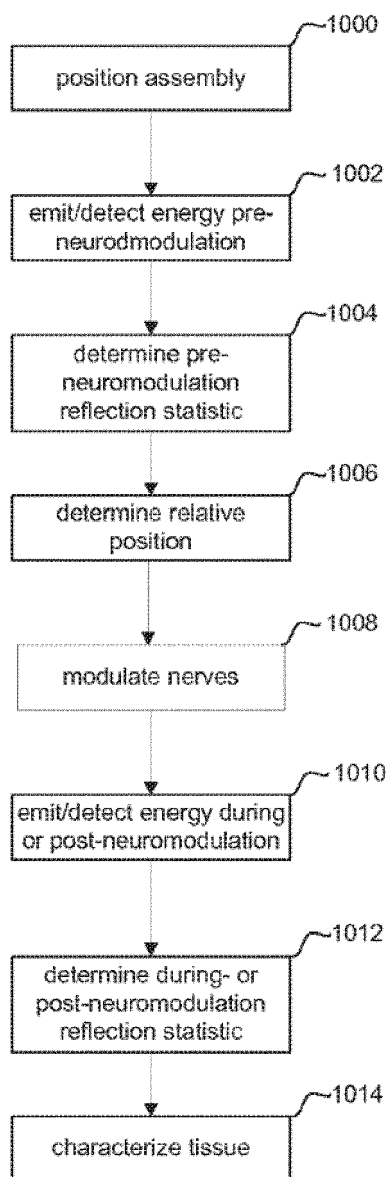 1000
position assembly
1002
emit/detect energy pre-
neurodmodulation
1004
determine pre-
neuromodulation
reflection statistic
1006
determine relative
position
1008
modulate nerves
1010
emit/detect energy during
or post-neuromodulation
1012
determine during- or
post-neuromodulation
reflection statistic
1014
characterize tissue